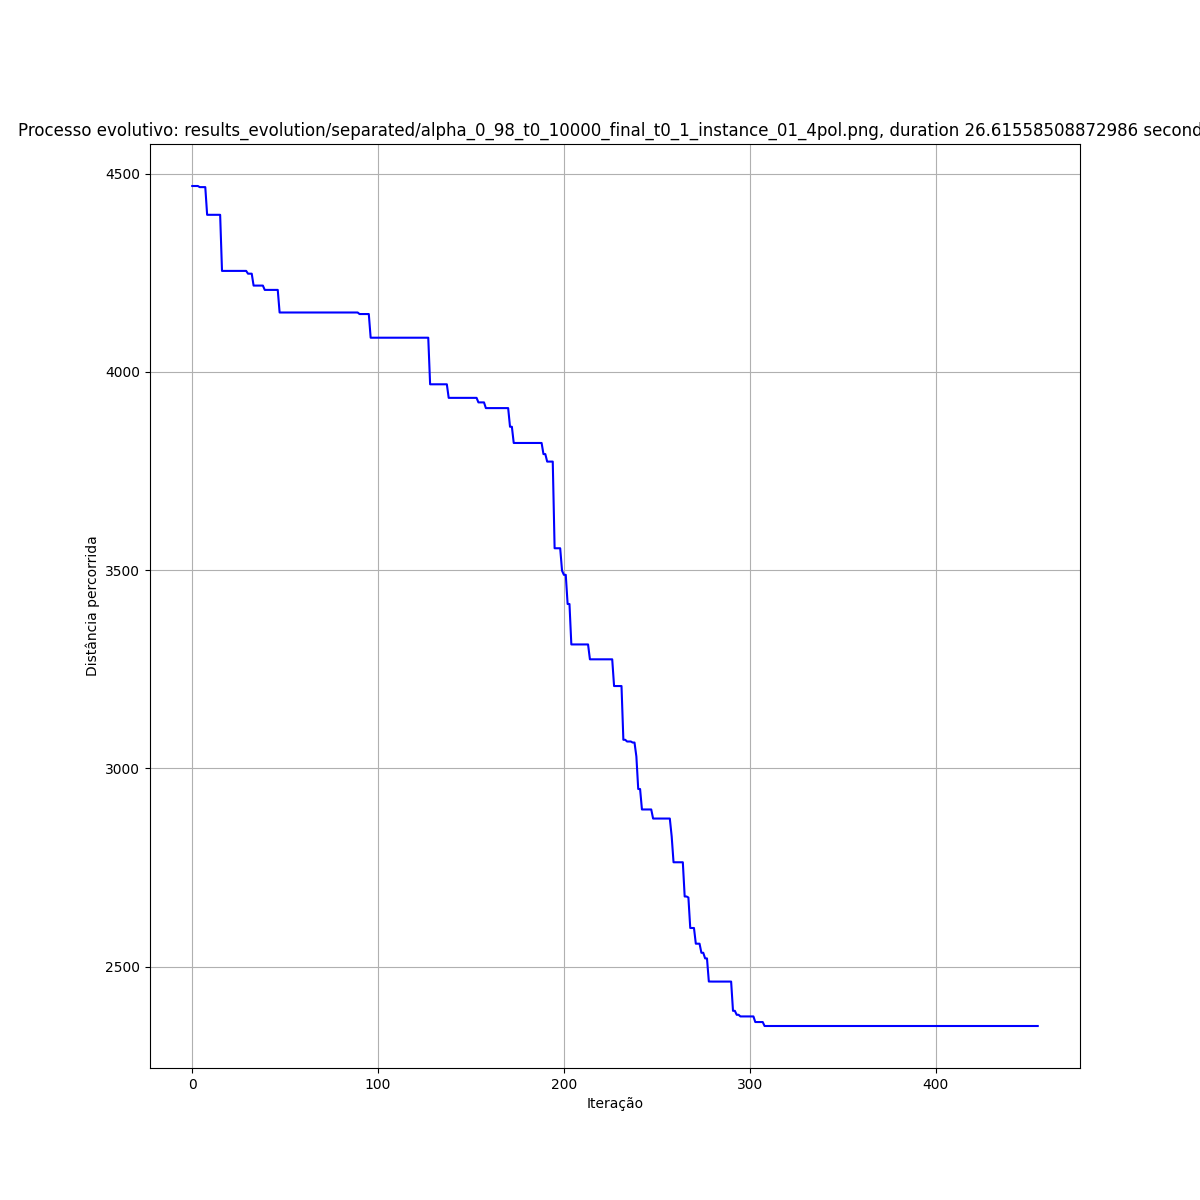 Processo evolutivo: results_evolution/separated/alpha_0_98_t0_10000_final_t0_1_instance_01_4pol.png, duration 26.61558508872986 second
4500
4000
3500
3000
2500
Distância percorrida
0 100 200 300 400
Iteração